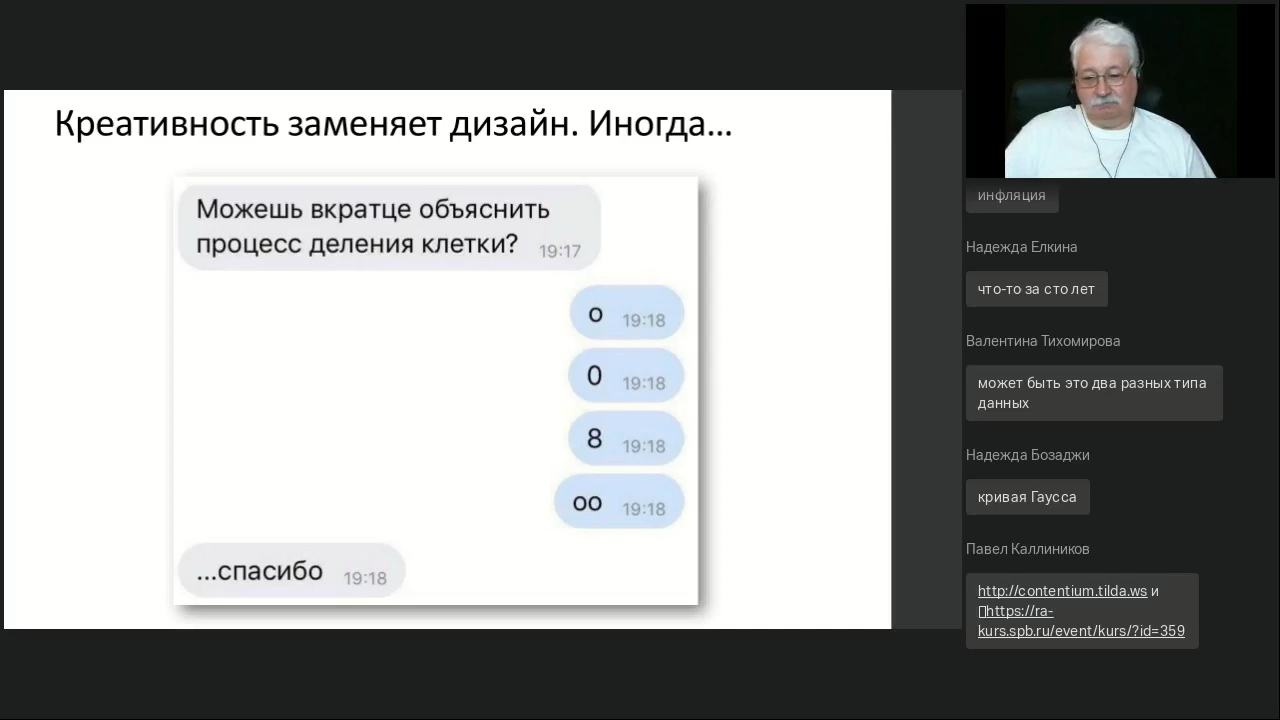 Креативность заменяет дизайн. Иногда...
Можешь вкратце объяснить
процесс деления клетки? 19:17
о 19:18
0 19:18
8 19:18
оо 19:18
...спасибо 19:18
инфляция
Надежда Елкина
что-то за сто лет
Валентина Тихомирова
может быть это два разных типа
данных
Надежда Бозаджи
кривая Гаусса
Павел Каллиников
http://contentium.tilda.ws и
https://ra-
kurs.spb.ru/event/kurs/?id=359